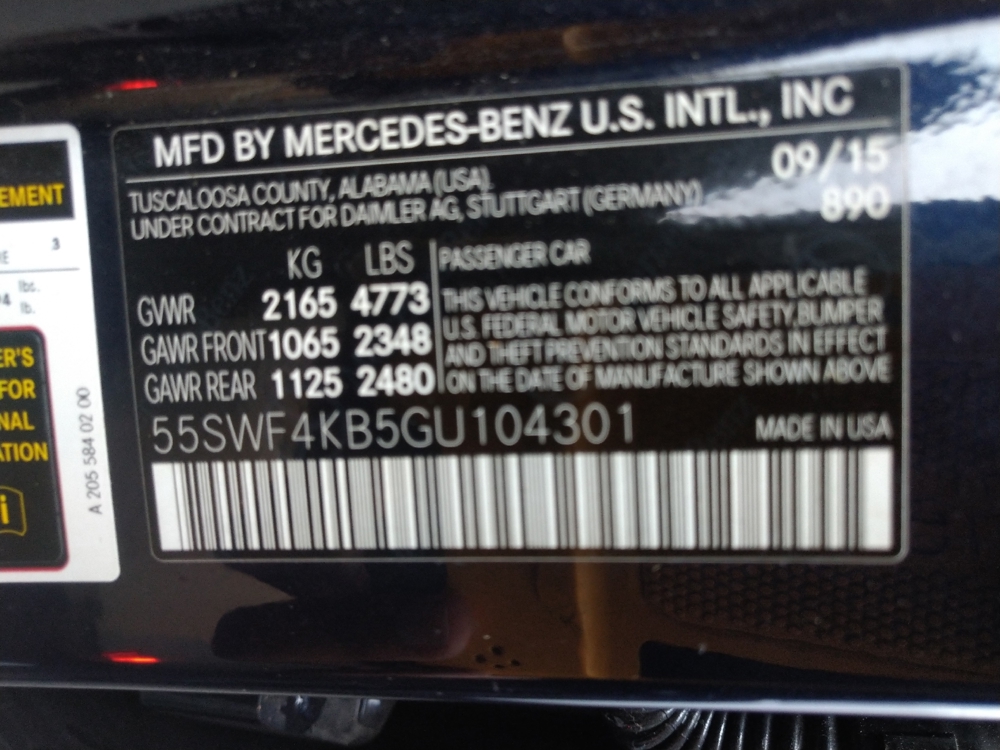 MFD BY MERCEDES-BENZ U.S. INTL., INC
09/15
TUSCALOOSA COUNTY, ALABAMA (USA)
UNDER CONTRACT FOR DAIMLER AG, STUTTGART (GERMANY)
890
KG LBS
GVWR 2165 4773
GAWR FRONT 1065 2348
GAWR REAR 1125 2480
PASSENGER CAR
THIS VEHICLE CONFORMS TO ALL APPLICABLE
U.S. FEDERAL MOTOR VEHICLE SAFETY,BUMPER
AND THEFT PREVENTION STANDARDS IN EFFECT
ON THE DATE OF MANUFACTURE SHOWN ABOVE
55SWF4KB5GU104301
MADE IN USA
EMENT
3
lbs.
lb.
ER'S
FOR
NAL
ATION
i
A 205 584 02 00